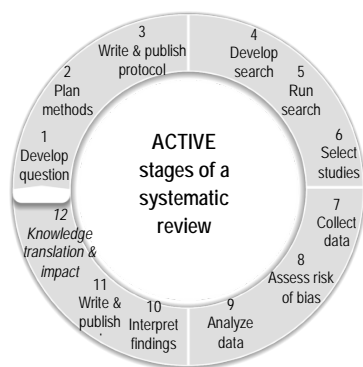 ACTIVE
stages of a
systematic
review
1
Develop
question
2
Plan
methods
3
Write & publish
protocol
4
Develop
search
5
Run
search
6
Select
studies
7
Collect
data
8
Assess risk
of bias
9
Analyze
data
10
Interpret
findings
11
Write &
publish
12
Knowledge
translation &
impact